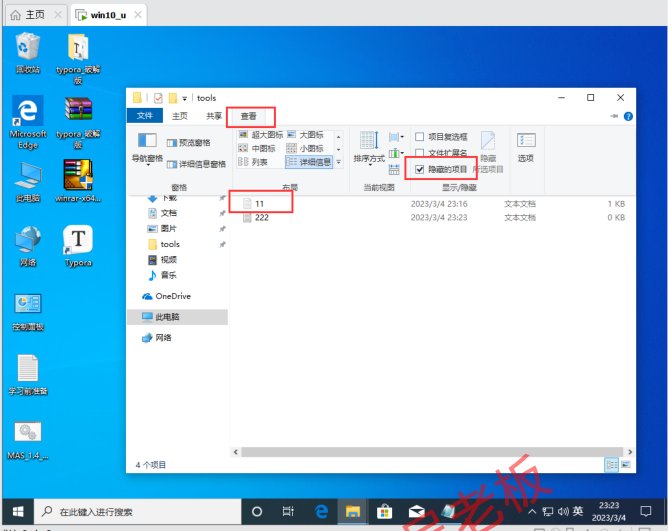 主页
win10_u
回收站
typora_破解版
Microsoft Edge
typora_破解版
此电脑
winrar-x64...
网络
Typora
控制面板
学习前准备
MAS_1.4_...
tools
文件 主页 共享 查看
导航窗格
预览窗格
详细信息窗格
窗格
超大图标 大图标
中图标 小图标
列表 详细信息
布局
排序方式
当前视图
项目复选框
文件扩展名
隐藏的项目
隐藏
所选项目
显示/隐藏
选项
下载
文档
图片
tools
视频
音乐
OneDrive
此电脑
网络
11 2023/3/4 23:16 文本文档 1 KB
222 2023/3/4 23:23 文本文档 0 KB
4 个项目
老板
在此键入进行搜索
英
23:23
2023/3/4